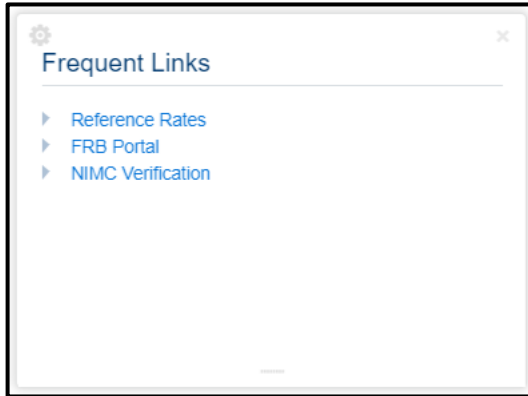 Frequent Links
Reference Rates
FRB Portal
NIMC Verification